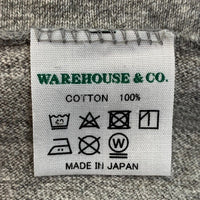 WAREHOUSE & CO.
COTTON 100%
W
MADE IN JAPAN